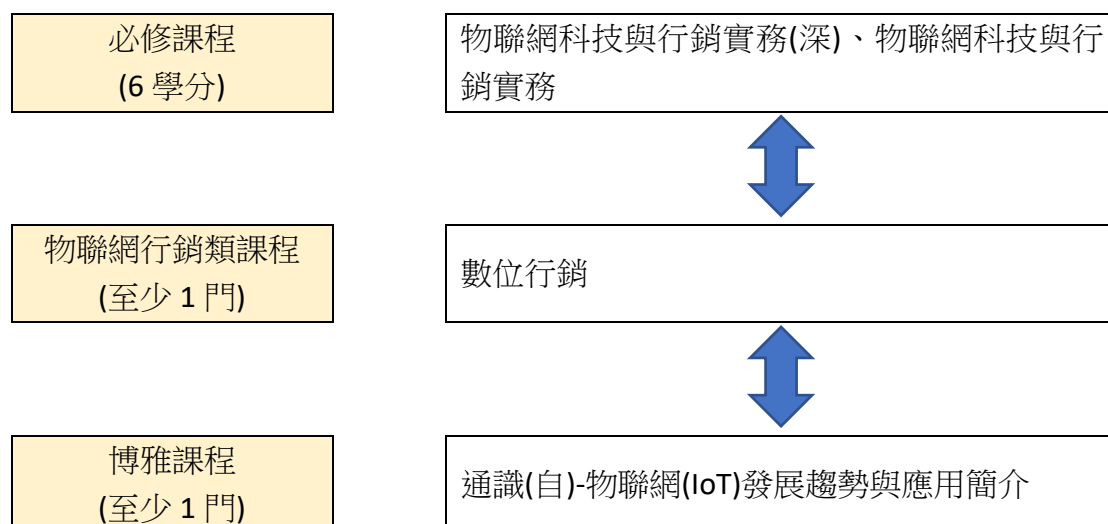 必修課程
(6 學分)
物聯網科技與行銷實務(深)、物聯網科技與行
銷實務
物聯網行銷類課程
(至少 1 門)
數位行銷
博雅課程
(至少 1 門)
通識(自)-物聯網(IoT)發展趨勢與應用簡介